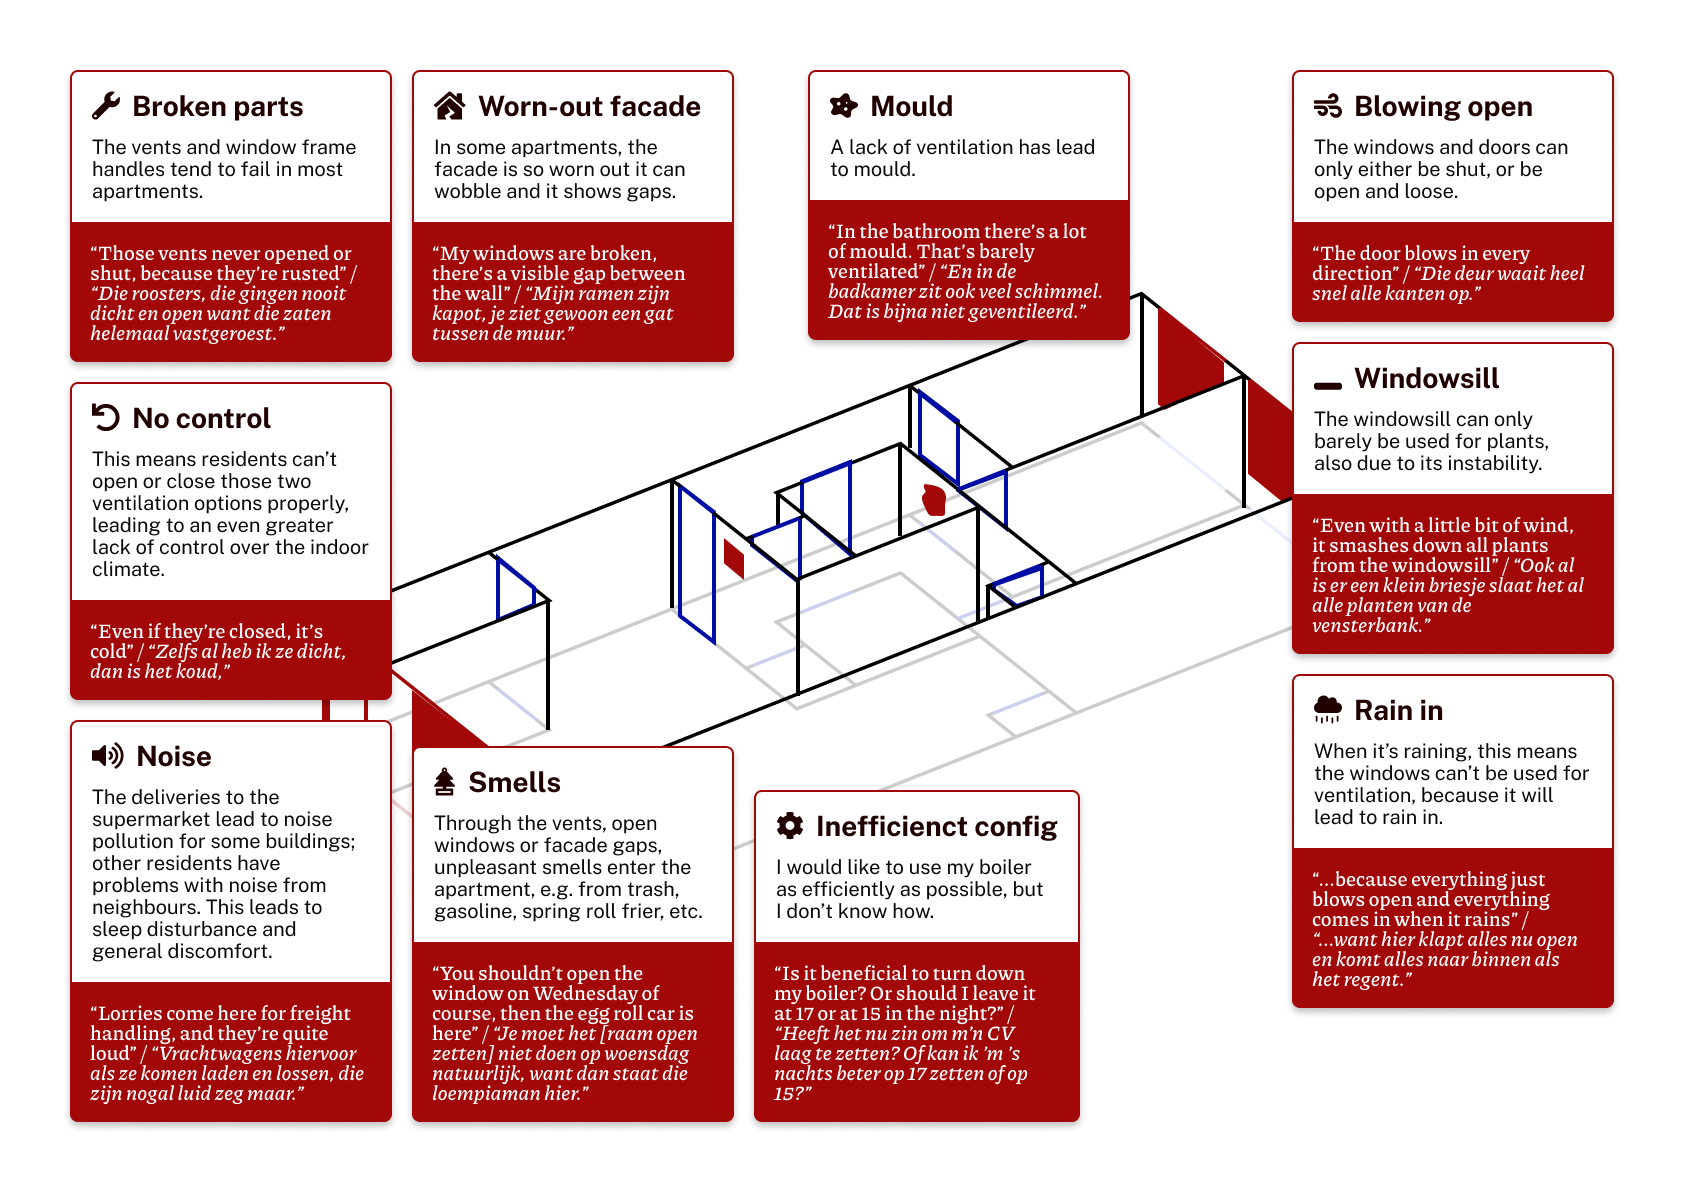 Broken parts
The vents and window frame
handles tend to fail in most
apartments.
“Those vents never opened or
shut, because they’re rusted” /
“Die roosters, die gingen nooit
dicht en open want die zaten
helemaal vastgeroest.”
Worn-out facade
In some apartments, the
facade is so worn out it can
wobble and it shows gaps.
“My windows are broken,
there’s a visible gap between
the wall” / “Mijn ramen zijn
kapot, je ziet gewoon een gat
tussen de muur.”
Mould
A lack of ventilation has lead
to mould.
“In the bathroom there’s a lot
of mould. That’s barely
ventilated” / “En in de
badkamer zit ook veel schimmel.
Dat is bijna niet geventileerd.”
Blowing open
The windows and doors can
only either be shut, or be
open and loose.
“The door blows in every
direction” / “Die deur waait heel
snel alle kanten op.”
No control
This means residents can’t
open or close those two
ventilation options properly,
leading to an even greater
lack of control over the indoor
climate.
“Even if they’re closed, it’s
cold” / “Zelfs al heb ik ze dicht,
dan is het koud,”
Windowsill
The windowsill can only
barely be used for plants,
also due to its instability.
“Even with a little bit of wind,
it smashes down all plants
from the windowsill” / “Ook al
is er een klein briesje slaat het al
alle planten van de
vensterbank.”
Noise
The deliveries to the
supermarket lead to noise
pollution for some buildings;
other residents have
problems with noise from
neighbours. This leads to
sleep disturbance and
general discomfort.
“Lorries come here for freight
handling, and they’re quite
loud” / “Vrachtwagens hiervoor
als ze komen laden en lossen, die
zijn nogal luid zeg maar.”
Smells
Through the vents, open
windows or facade gaps,
unpleasant smells enter the
apartment, e.g. from trash,
gasoline, spring roll frier, etc.
“You shouldn’t open the
window on Wednesday of
course, then the egg roll car is
here” / “Je moet het [raam open
zetten] niet doen op woensdag
natuurlijk, want dan staat die
loempiaman hier.”
Inefficienct config
I would like to use my boiler
as efficiently as possible, but
I don’t know how.
“Is it beneficial to turn down
my boiler? Or should I leave it
at 17 or at 15 in the night?” /
“Heeft het nu zin om m’n CV
laag te zetten? Of kan ik ’m ’s
nachts beter op 17 zetten of op
15?”
Rain in
When it’s raining, this means
the windows can’t be used for
ventilation, because it will
lead to rain in.
“...because everything just
blows open and everything
comes in when it rains” /
“...want hier klapt alles nu open
en komt alles naar binnen als
het regent.”